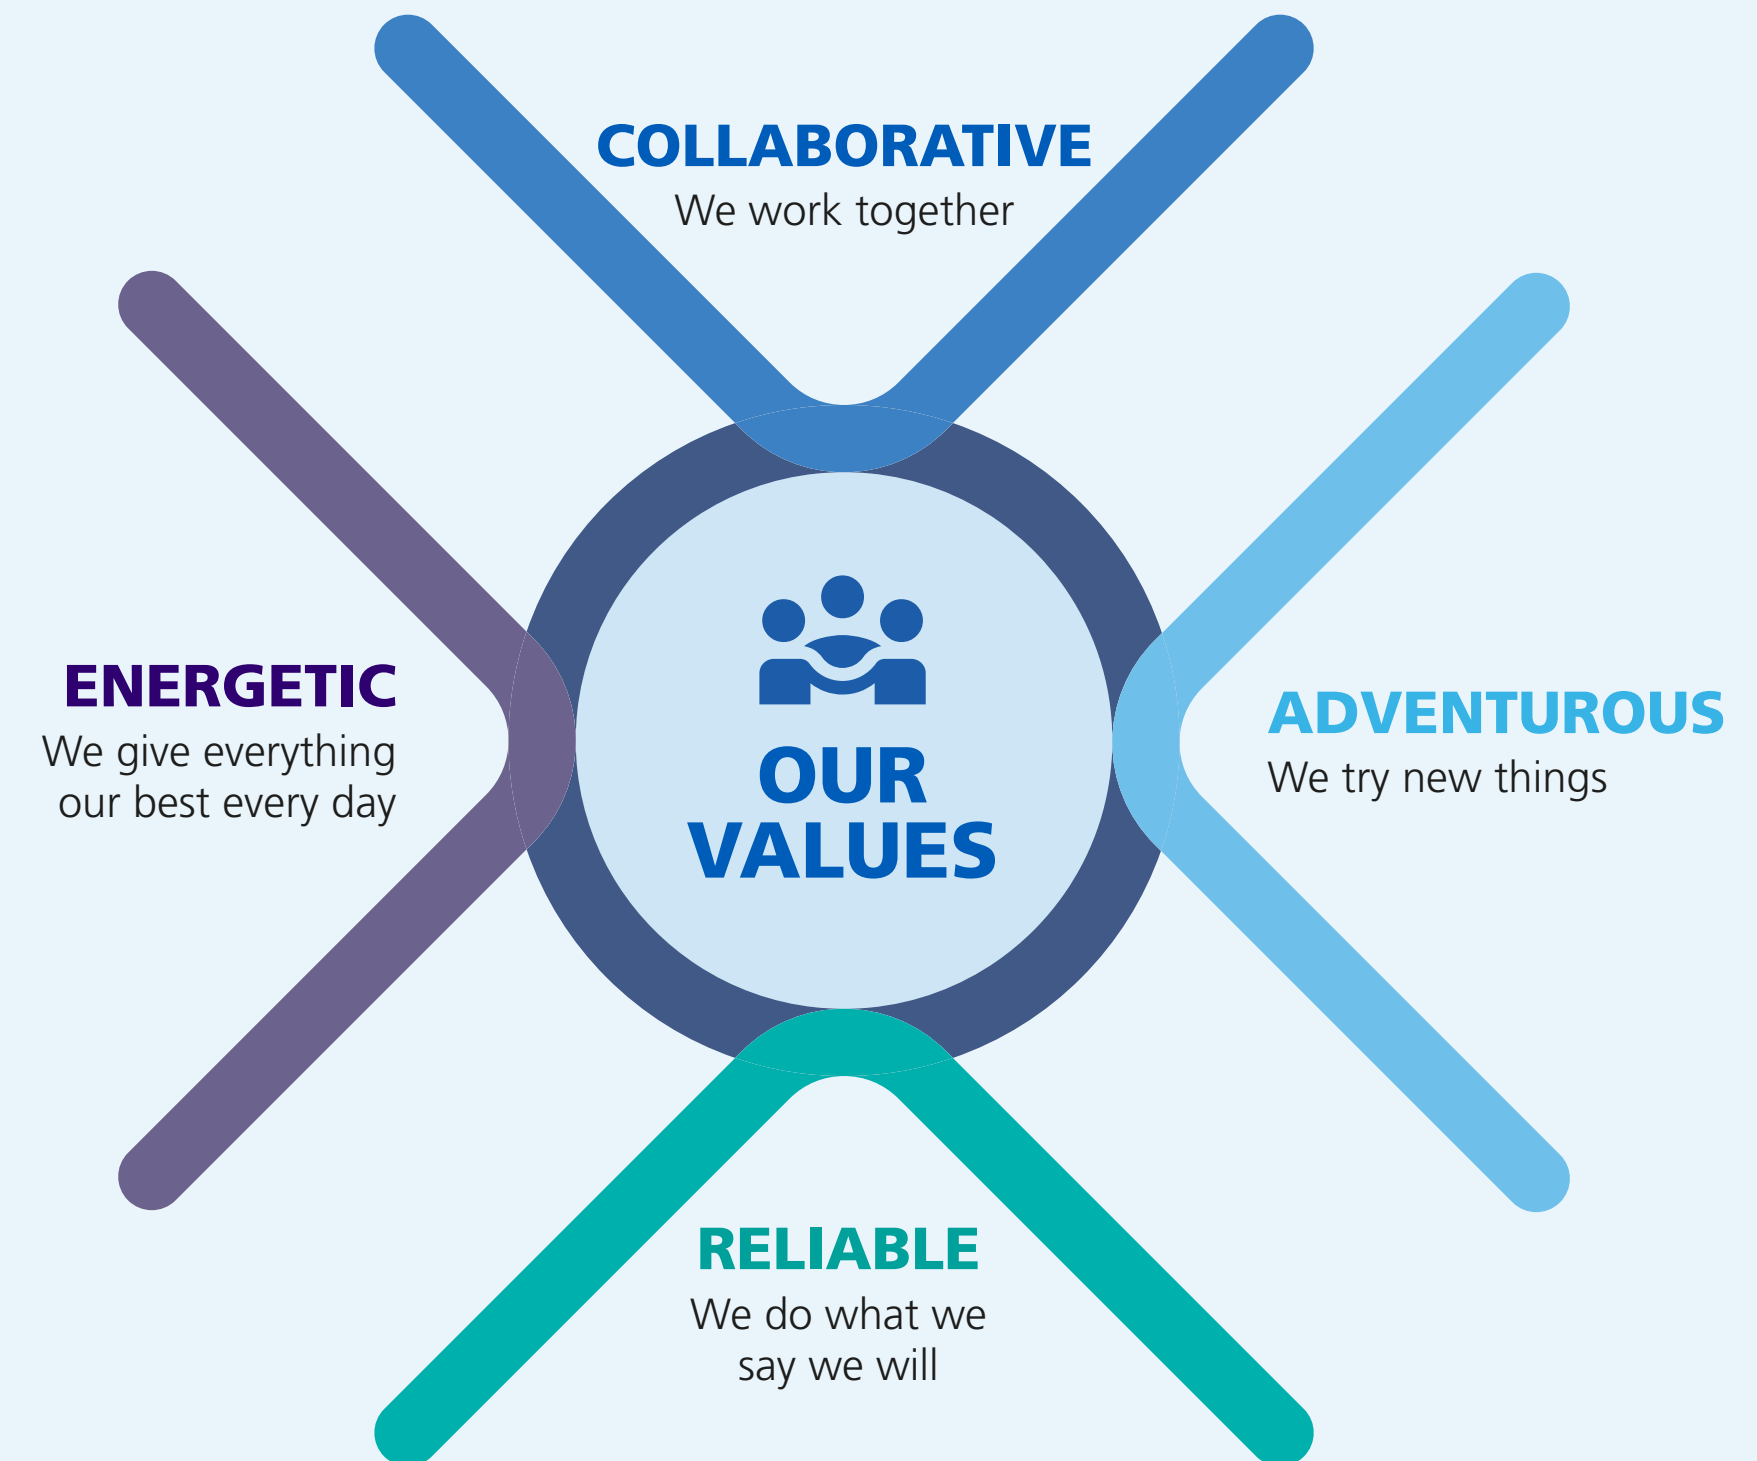 COLLABORATIVE
We work together
ENERGETIC
We give everything
our best every day
OUR
VALUES
ADVENTUROUS
We try new things
RELIABLE
We do what we
say we will